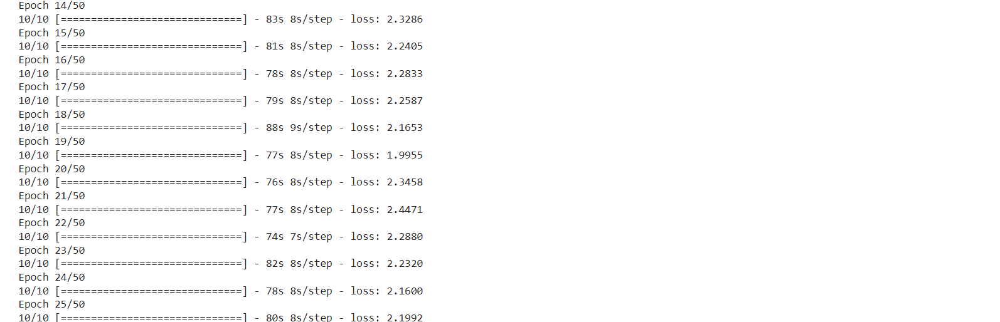 Epoch 14/50
10/10 [==============================] - 83s 8s/step - loss: 2.3286
Epoch 15/50
10/10 [==============================] - 81s 8s/step - loss: 2.2405
Epoch 16/50
10/10 [==============================] - 78s 8s/step - loss: 2.2833
Epoch 17/50
10/10 [==============================] - 79s 8s/step - loss: 2.2587
Epoch 18/50
10/10 [==============================] - 88s 9s/step - loss: 2.1653
Epoch 19/50
10/10 [==============================] - 77s 8s/step - loss: 1.9955
Epoch 20/50
10/10 [==============================] - 76s 8s/step - loss: 2.3458
Epoch 21/50
10/10 [==============================] - 77s 8s/step - loss: 2.4471
Epoch 22/50
10/10 [==============================] - 74s 7s/step - loss: 2.2880
Epoch 23/50
10/10 [==============================] - 82s 8s/step - loss: 2.2320
Epoch 24/50
10/10 [==============================] - 78s 8s/step - loss: 2.1600
Epoch 25/50
10/10 [==============================] - 80s 8s/step - loss: 2.1992